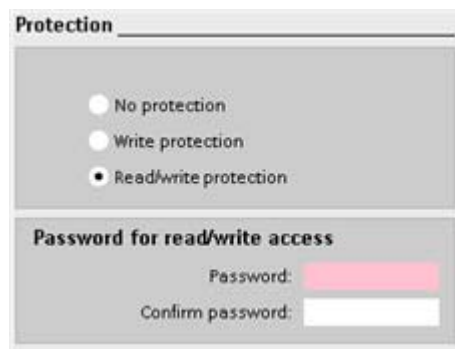 Protection
No protection
Write protection
Read/write protection
Password for read/write access
Password:
Confirm password: